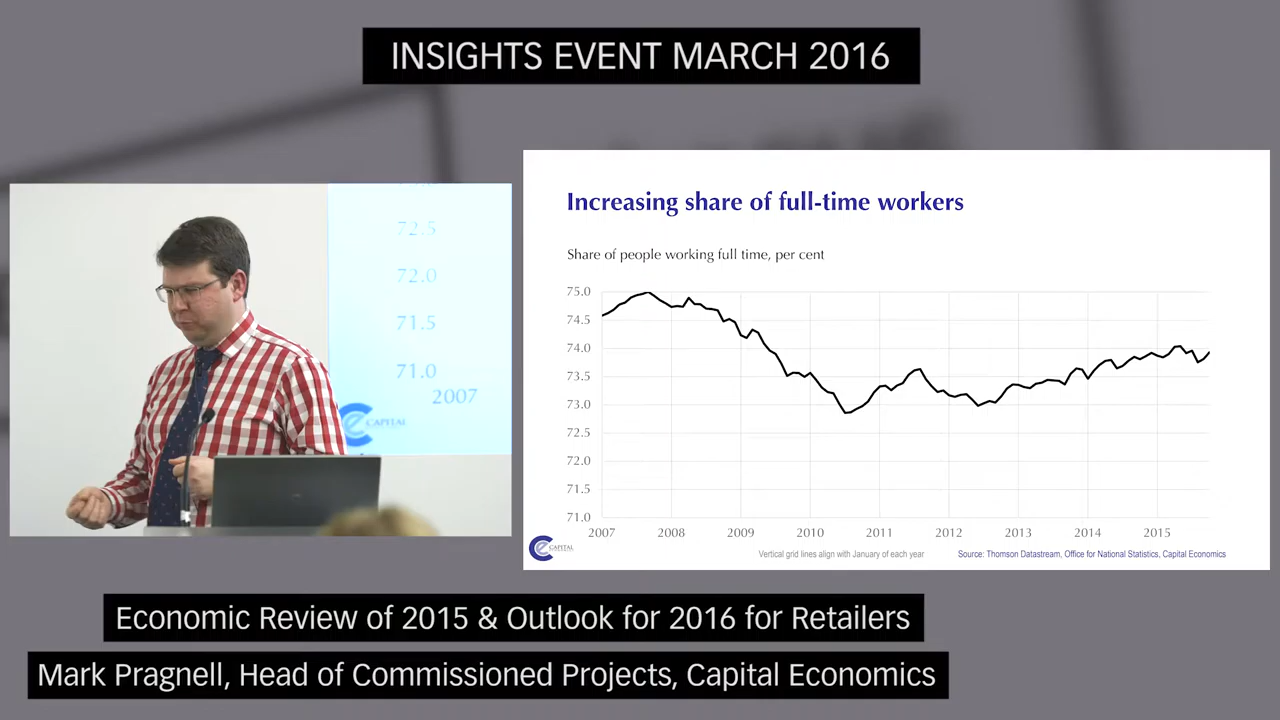 INSIGHTS EVENT MARCH 2016
72.5
72.0
71.5
71.0
2007
CAPITAL
Increasing share of full-time workers
Share of people working full time, per cent
75.0
74.5
74.0
73.5
73.0
72.5
72.0
71.5
71.0
2007 2008 2009 2010 2011 2012 2013 2014 2015
CAPITAL
Vertical grid lines align with January of each year
Source: Thomson Datastream, Office for National Statistics, Capital Economics
Economic Review of 2015 & Outlook for 2016 for Retailers
Mark Pragnell, Head of Commissioned Projects, Capital Economics